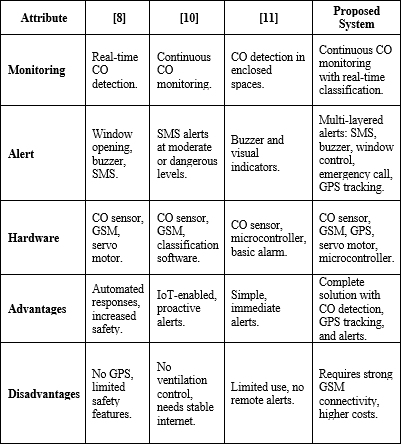 Attribute [8] [10] [11] Proposed
System
Monitoring
Real-time
CO
detection.
Continuous
CO
monitoring.
CO detection in
enclosed
spaces.
Continuous CO
monitoring
with real-time
classification.
Alert
Window
opening,
buzzer,
SMS.
SMS alerts
at moderate
or dangerous
levels.
Buzzer and
visual
indicators.
Multi-layered
alerts: SMS,
buzzer, window
control,
emergency call,
GPS tracking.
Hardware
CO sensor,
GSM,
servo
motor.
CO sensor,
GSM,
classification
software.
CO sensor,
microcontroller,
basic alarm.
CO sensor,
GSM, GPS,
servo motor,
microcontroller.
Advantages
Automated
responses,
increased
safety.
IoT-enabled,
proactive
alerts.
Simple,
immediate
alerts.
Complete
solution with
CO detection,
GPS tracking,
and alerts.
Disadvantages
No GPS,
limited
safety
features.
No
ventilation
control,
needs stable
internet.
Limited use, no
remote alerts.
Requires strong
GSM
connectivity,
higher costs.